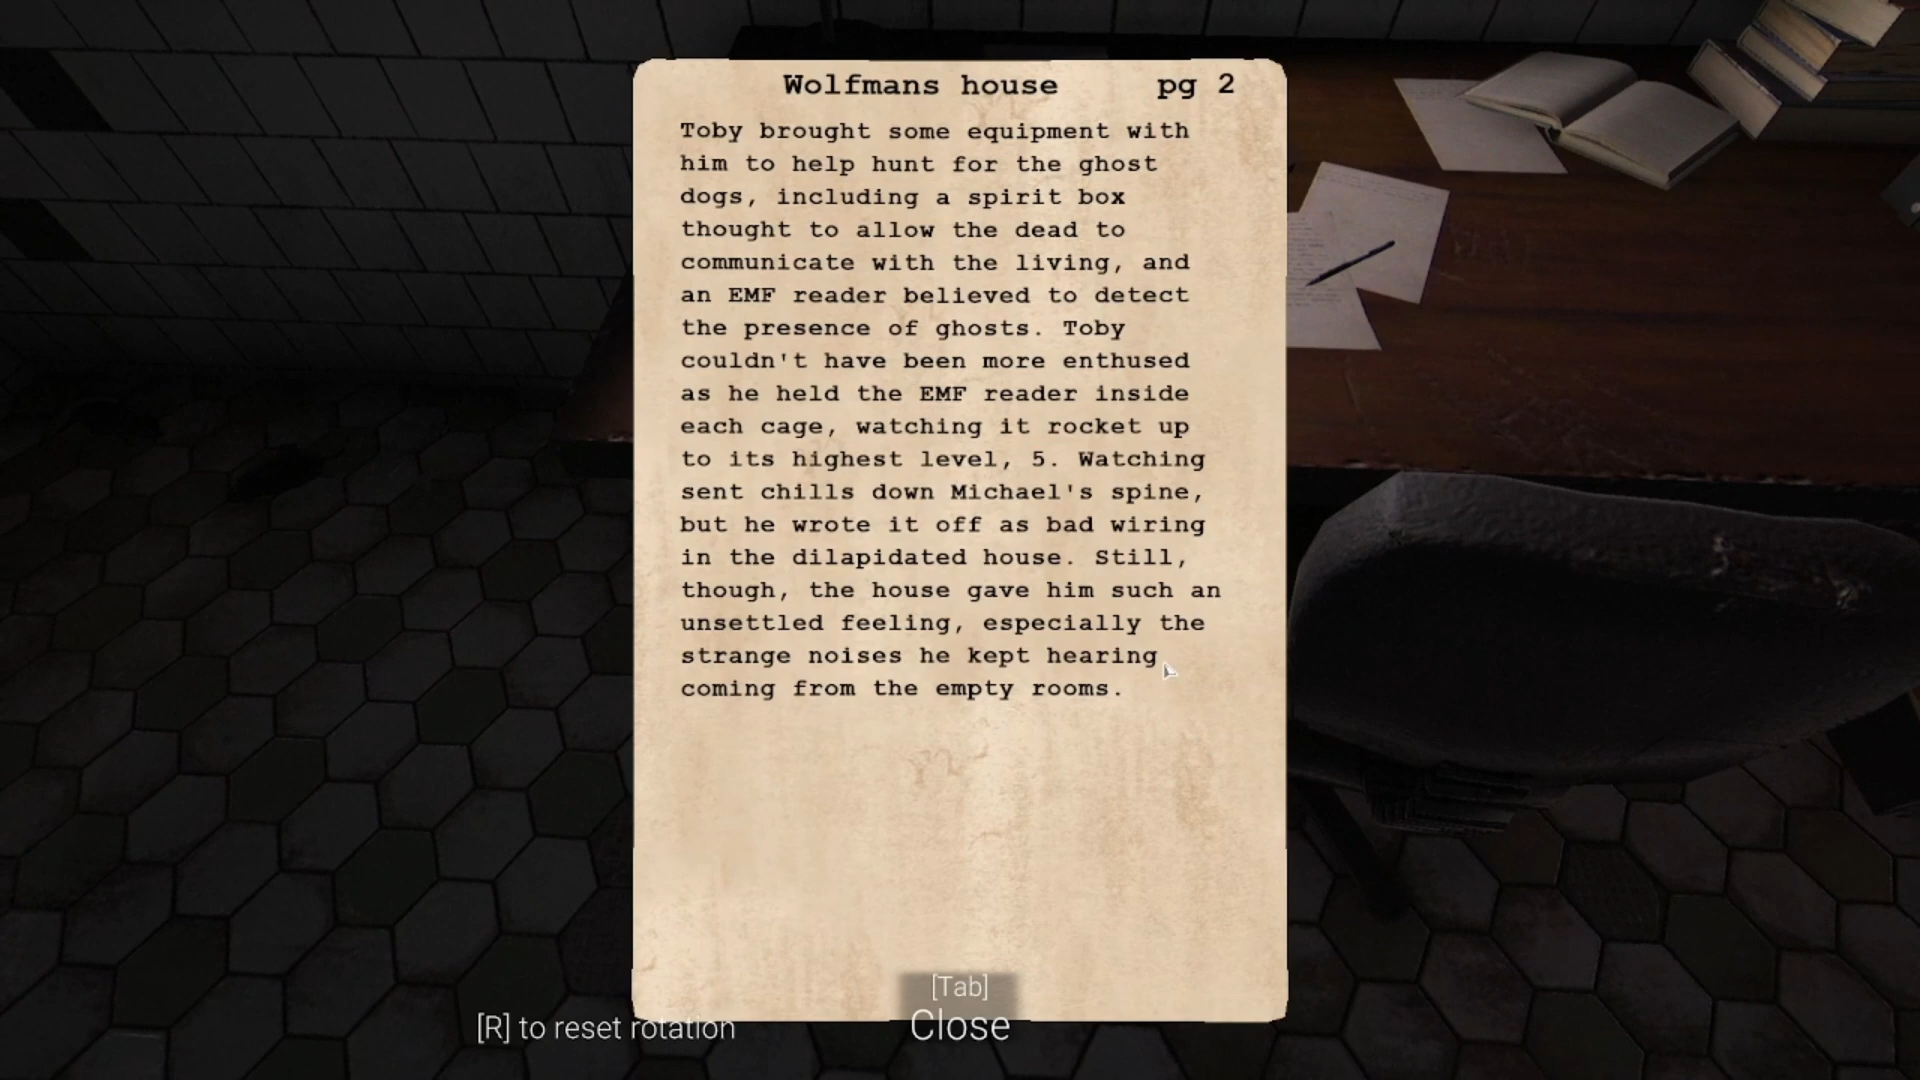 Wolfmans house pg 2
Toby brought some equipment with
him to help hunt for the ghost
dogs, including a spirit box
thought to allow the dead to
communicate with the living, and
an EMF reader believed to detect
the presence of ghosts. Toby
couldn't have been more enthused
as he held the EMF reader inside
each cage, watching it rocket up
to its highest level, 5. Watching
sent chills down Michael's spine,
but he wrote it off as bad wiring
in the dilapidated house. Still,
though, the house gave him such an
unsettled feeling, especially the
strange noises he kept hearing
coming from the empty rooms.
[Tab]
[R] to reset rotation
Close